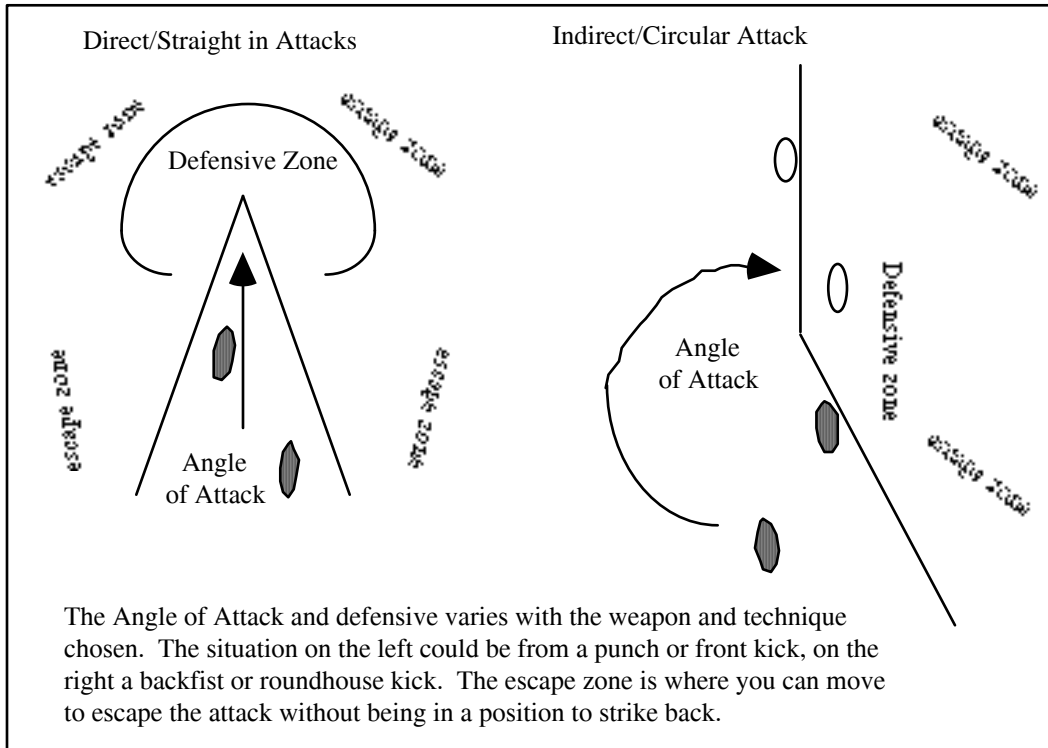 Direct/Straight in Attacks
Indirect/Circular Attack
escape zone
Defensive Zone
escape zone
Angle
of Attack
escape zone
Angle
of Attack
Defensive zone
The Angle of Attack and defensive varies with the weapon and technique
chosen. The situation on the left could be from a punch or front kick, on the
right a backfist or roundhouse kick. The escape zone is where you can move
to escape the attack without being in a position to strike back.